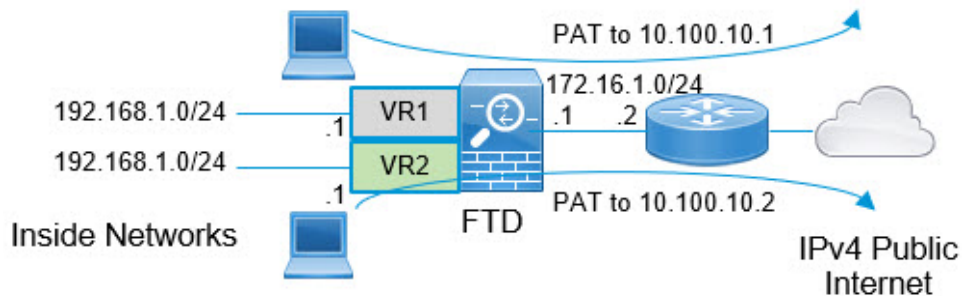 PAT to 10.100.10.1
172.16.1.0/24
192.168.1.0/24
.1
VR1
.1
.2
192.168.1.0/24
.1
VR2
PAT to 10.100.10.2
FTD
Inside Networks
IPv4 Public
Internet